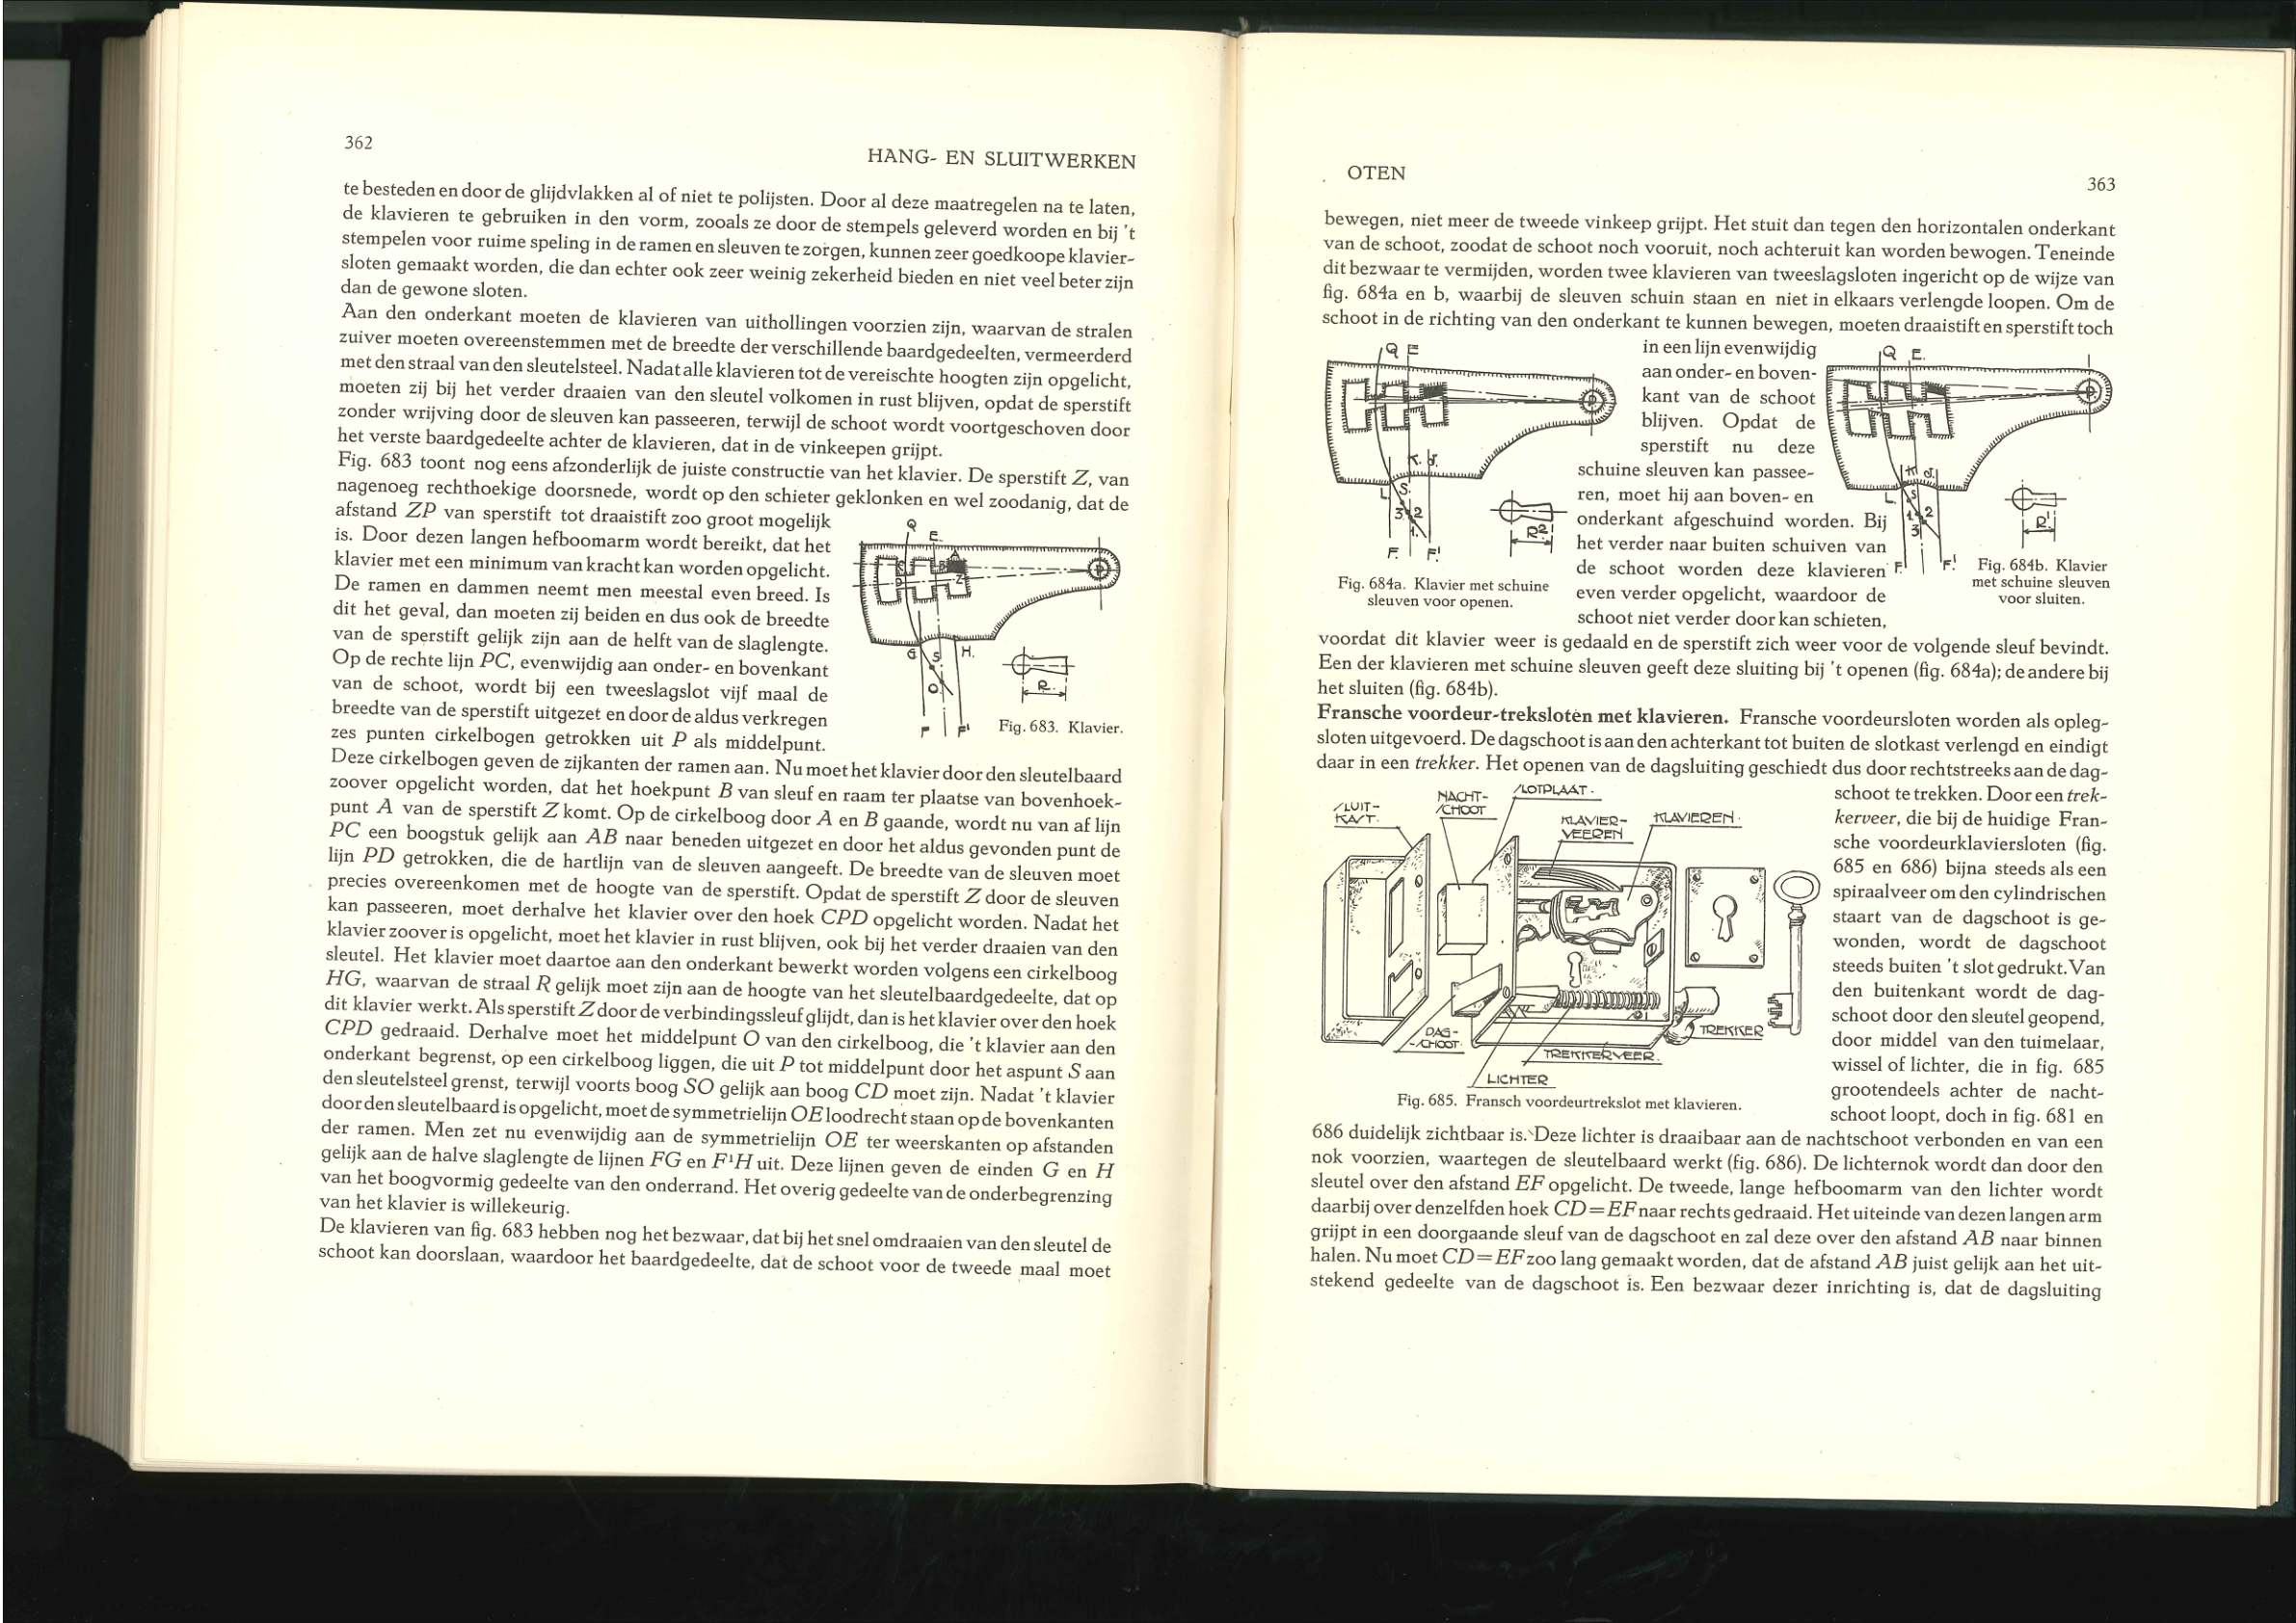 362
HANG- EN SLUITWERKEN
te besteden en door de glijdvlakken al of niet te polijsten. Door al deze maatregelen na te laten,
de klavieren te gebruiken in den vorm, zooals ze door de stempels geleverd worden en bij 't
stempelen voor ruime speling in de ramen en sleuven te zorgen, kunnen zeer goedkoope klavier-
sloten gemaakt worden, die dan echter ook zeer weinig zekerheid bieden en niet veel beter zijn
dan de gewone sloten.
Aan den onderkant moeten de klavieren van uithollingen voorzien zijn, waarvan de stralen
zuiver moeten overeenstemmen met de breedte der verschillende baardgedeelten, vermeerderd
met den straal van den sleutelsteel. Nadat alle klavieren tot de vereischte hoogten zijn opgelicht,
moeten zij bij het verder draaien van den sleutel volkomen in rust blijven, opdat de sperstift
zonder wrijving door de sleuven kan passeeren, terwijl de schoot wordt voortgeschoven door
het verste baardgedeelte achter de klavieren, dat in de vinkeepen grijpt.
Fig. 683 toont nog eens afzonderlijk de juiste constructie van het klavier. De sperstift Z, van
nagenoeg rechthoekige doorsnede, wordt op den schieter geklonken en wel zoodanig, dat de
afstand ZP van sperstift tot draaistift zoo groot mogelijk
is. Door dezen langen hefboomarm wordt bereikt, dat het
klavier met een minimum van kracht kan worden opgelicht.
De ramen en dammen neemt men meestal even breed. Is
dit het geval, dan moeten zij beiden en dus ook de breedte
van de sperstift gelijk zijn aan de helft van de slaglengte.
Op de rechte lijn PC, evenwijdig aan onder- en bovenkant
van de schoot, wordt bij een tweeslagslot vijf maal de
breedte van de sperstift uitgezet en door de aldus verkregen
zes punten cirkelbogen getrokken uit P als middelpunt.
Q
E.
A
C
B
D
Z
P
G
S.
H.
O.
R.
F
F'
Fig. 683. Klavier.
Deze cirkelbogen geven de zijkanten der ramen aan. Nu moet het klavier door den sleutelbaard
zoover opgelicht worden, dat het hoekpunt B van sleuf en raam ter plaatse van bovenhoek-
punt A van de sperstift Z komt. Op de cirkelboog door A en B gaande, wordt nu van af lijn
PC een boogstuk gelijk aan AB naar beneden uitgezet en door het aldus gevonden punt de
lijn PD getrokken, die de hartlijn van de sleuven aangeeft. De breedte van de sleuven moet
precies overeenkomen met de hoogte van de sperstift. Opdat de sperstift Z door de sleuven
kan passeeren, moet derhalve het klavier over den hoek CPD opgelicht worden. Nadat het
klavier zoover is opgelicht, moet het klavier in rust blijven, ook bij het verder draaien van den
sleutel. Het klavier moet daartoe aan den onderkant bewerkt worden volgens een cirkelboog
HG, waarvan de straal R gelijk moet zijn aan de hoogte van het sleutelbaardgedeelte, dat op
dit klavier werkt. Als sperstift Z door de verbindingssleuf glijdt, dan is het klavier over den hoek
CPD gedraaid. Derhalve moet het middelpunt O van den cirkelboog, die 't klavier aan den
onderkant begrenst, op een cirkelboog liggen, die uit P tot middelpunt door het aspunt S aan
den sleutelsteel grenst, terwijl voorts boog SO gelijk aan boog CD moet zijn. Nadat 't klavier
door den sleutelbaard is opgelicht, moet de symmetrielijn OE loodrecht staan op de bovenkanten
der ramen. Men zet nu evenwijdig aan de symmetrielijn OE ter weerskanten op afstanden
gelijk aan de halve slaglengte de lijnen FG en F¹H uit. Deze lijnen geven de einden G en H
van het boogvormig gedeelte van den onderrand. Het overig gedeelte van de onderbegrenzing
van het klavier is willekeurig.
De klavieren van fig. 683 hebben nog het bezwaar, dat bij het snel omdraaien van den sleutel de
schoot kan doorslaan, waardoor het baardgedeelte, dat de schoot voor de tweede maal moet
OTEN
363
bewegen, niet meer de tweede vinkeep grijpt. Het stuit dan tegen den horizontalen onderkant
van de schoot, zoodat de schoot noch vooruit, noch achteruit kan worden bewogen. Teneinde
dit bezwaar te vermijden, worden twee klavieren van tweeslagsloten ingericht op de wijze van
fig. 684a en b, waarbij de sleuven schuin staan en niet in elkaars verlengde loopen. Om de
schoot in de richting van den onderkant te kunnen bewegen, moeten draaistift en sperstift toch
in een lijn evenwijdig
aan onder- en boven-
kant van de schoot
blijven. Opdat de
sperstift nu deze
schuine sleuven kan passee-
ren, moet hij aan boven- en
onderkant afgeschuind worden. Bij
het verder naar buiten schuiven van
de schoot worden deze klavieren
even verder opgelicht, waardoor de
schoot niet verder door kan schieten,
Q E
P
K. J.
L
S.
3 2
1.
R²
F. F'.
Fig. 684a. Klavier met schuine
sleuven voor openen.
Q E.
P
K J
L.
S
1 2
3
R'
F. F'.
Fig. 684b. Klavier
met schuine sleuven
voor sluiten.
voordat dit klavier weer is gedaald en de sperstift zich weer voor de volgende sleuf bevindt.
Een der klavieren met schuine sleuven geeft deze sluiting bij 't openen (fig. 684a); de andere bij
het sluiten (fig. 684b).
Fransche voordeur-treksloten met klavieren. Fransche voordeursloten worden als opleg-
sloten uitgevoerd. De dagschoot is aan den achterkant tot buiten de slotkast verlengd en eindigt
daar in een trekker. Het openen van de dagsluiting geschiedt dus door rechtstreeks aan de dag-
schoot te trekken. Door een trek-
kerveer, die bij de huidige Fran-
sche voordeurklaviersloten (fig.
685 en 686) bijna steeds als een
spiraalveer om den cylindrischen
staart van de dagschoot is ge-
wonden, wordt de dagschoot
steeds buiten 't slot gedrukt. Van
den buitenkant wordt de dag-
schoot door den sleutel geopend,
door middel van den tuimelaar,
wissel of lichter, die in fig. 685
grootendeels achter de nacht-
schoot loopt, doch in fig. 681 en
SLUIT-
KAST.
NACHT-
SCHOOT
SLOTPLAAT.
KLAVIER-
VEEREN
KLAVIEREN.
DAG-
SCHOOT.
TREKKER
TREKKERVEER.
LICHTER
Fig. 685. Fransch voordeurtrekslot met klavieren.
686 duidelijk zichtbaar is. Deze lichter is draaibaar aan de nachtschoot verbonden en van een
nok voorzien, waartegen de sleutelbaard werkt (fig. 686). De lichternok wordt dan door den
sleutel over den afstand EF opgelicht. De tweede, lange hefboomarm van den lichter wordt
daarbij over denzelfden hoek CD=EF naar rechts gedraaid. Het uiteinde van dezen langen arm
grijpt in een doorgaande sleuf van de dagschoot en zal deze over den afstand AB naar binnen
halen. Nu moet CD=EF zoo lang gemaakt worden, dat de afstand AB juist gelijk aan het uit-
stekend gedeelte van de dagschoot is. Een bezwaar dezer inrichting is, dat de dagsluiting